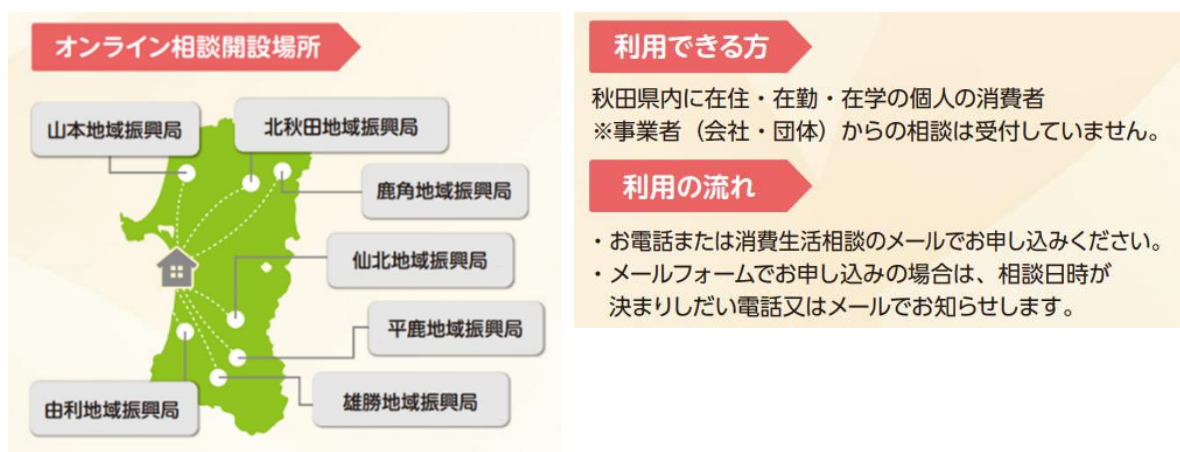 オンライン相談開設場所
山本地域振興局
北秋田地域振興局
鹿角地域振興局
仙北地域振興局
平鹿地域振興局
雄勝地域振興局
由利地域振興局
利用できる方
秋田県内に在住・在勤・在学の個人の消費者
※事業者（会社・団体）からの相談は受付していません。
利用の流れ
・お電話または消費生活相談のメールでお申し込みください。
・メールフォームでお申し込みの場合は、相談日時が
決まりしだい電話又はメールでお知らせします。